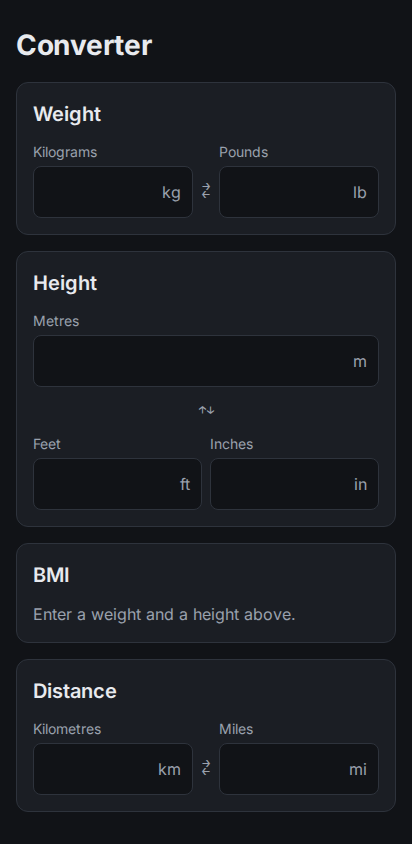 Converter
Weight
Kilograms Pounds
kg ⇄ lb
Height
Metres
m
↑↓
Feet Inches
ft in
BMI
Enter a weight and a height above.
Distance
Kilometres Miles
km ⇄ mi